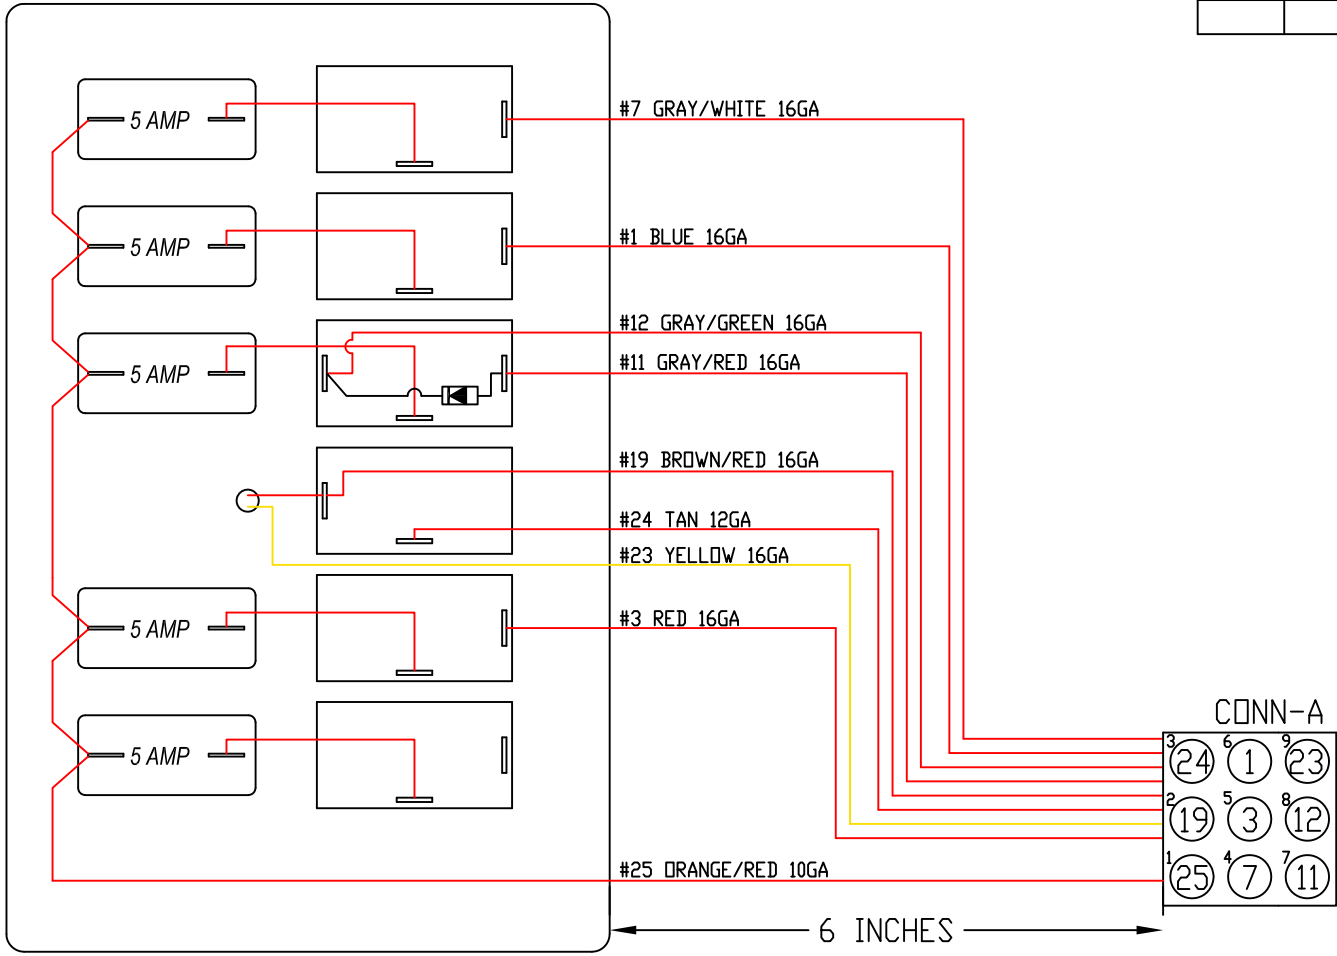 5 AMP
#7 GRAY/WHITE 16GA
5 AMP
#1 BLUE 16GA
#12 GRAY/GREEN 16GA
5 AMP
#11 GRAY/RED 16GA
#19 BROWN/RED 16GA
#24 TAN 12GA
#23 YELLOW 16GA
5 AMP
#3 RED 16GA
5 AMP
#25 ORANGE/RED 10GA
6 INCHES
CONN-A
3 24 6 1 9 23
2 19 5 3 8 12
1 25 4 7 7 11